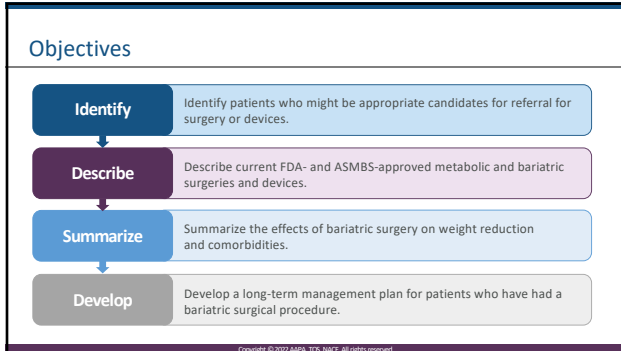 Objectives
Identify
Identify patients who might be appropriate candidates for referral for
surgery or devices.
Describe
Describe current FDA- and ASMBS-approved metabolic and bariatric
surgeries and devices.
Summarize
Summarize the effects of bariatric surgery on weight reduction
and comorbidities.
Develop
Develop a long-term management plan for patients who have had a
bariatric surgical procedure.
Copyright © 2022 AAPA, TOS, NACE. All rights reserved.